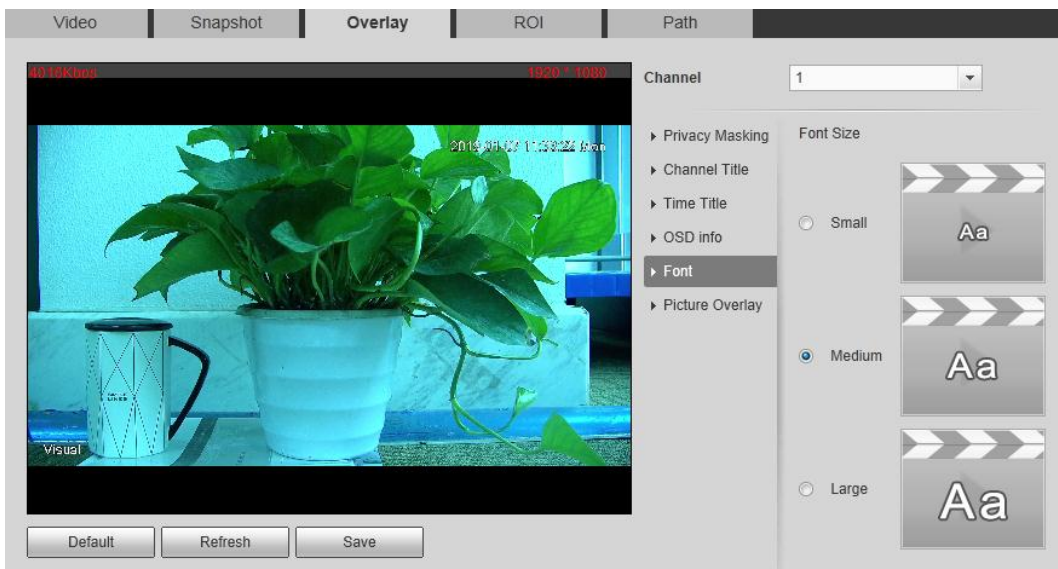 Video
Snapshot
Overlay
ROI
Path
4016Kbps
1920 * 1080
Channel
1
Mon
Visual
Privacy Masking
Channel Title
Time Title
OSD info
Font
Picture Overlay
Font Size
Small
Aa
Medium
Aa
Large
Aa
Default
Refresh
Save